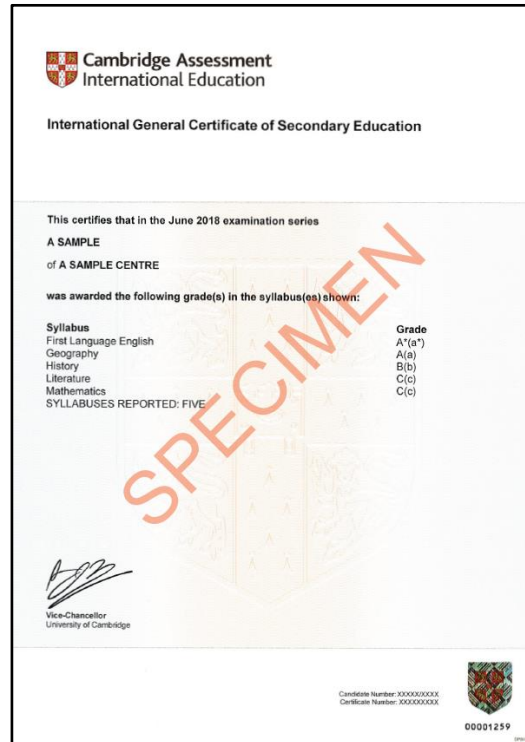 Cambridge Assessment
International Education
International General Certificate of Secondary Education
This certifies that in the June 2018 examination series
A SAMPLE
of A SAMPLE CENTRE
was awarded the following grade(s) in the syllabus(es) shown:
Syllabus Grade
First Language English A*(a*)
Geography A(a)
History B(b)
Literature C(c)
Mathematics C(c)
SYLLABUSES REPORTED: FIVE
SPECIMEN
Vice-Chancellor
University of Cambridge
Candidate Number: XXXXX/XXXX
Certificate Number: XXXXXXXXX
00001259